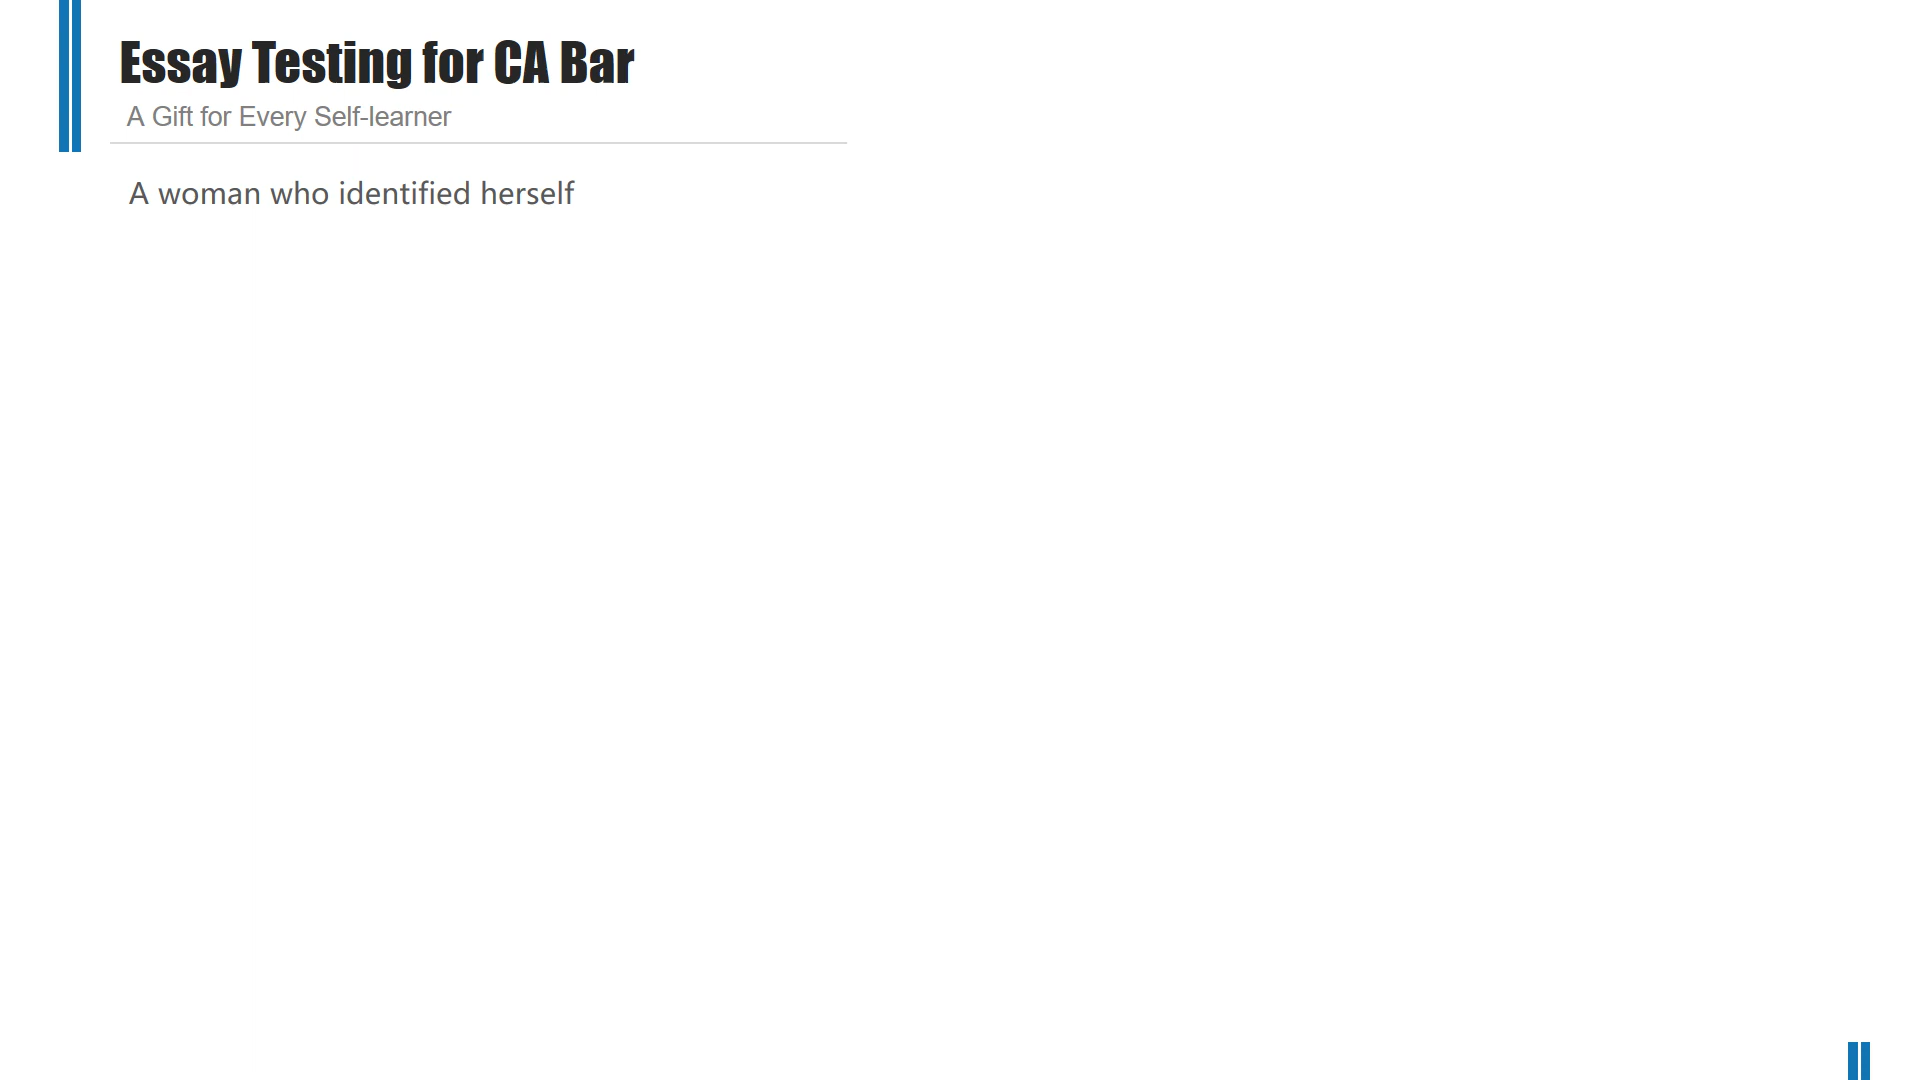 Essay Testing for CA Bar
A Gift for Every Self-learner
A woman who identified herself